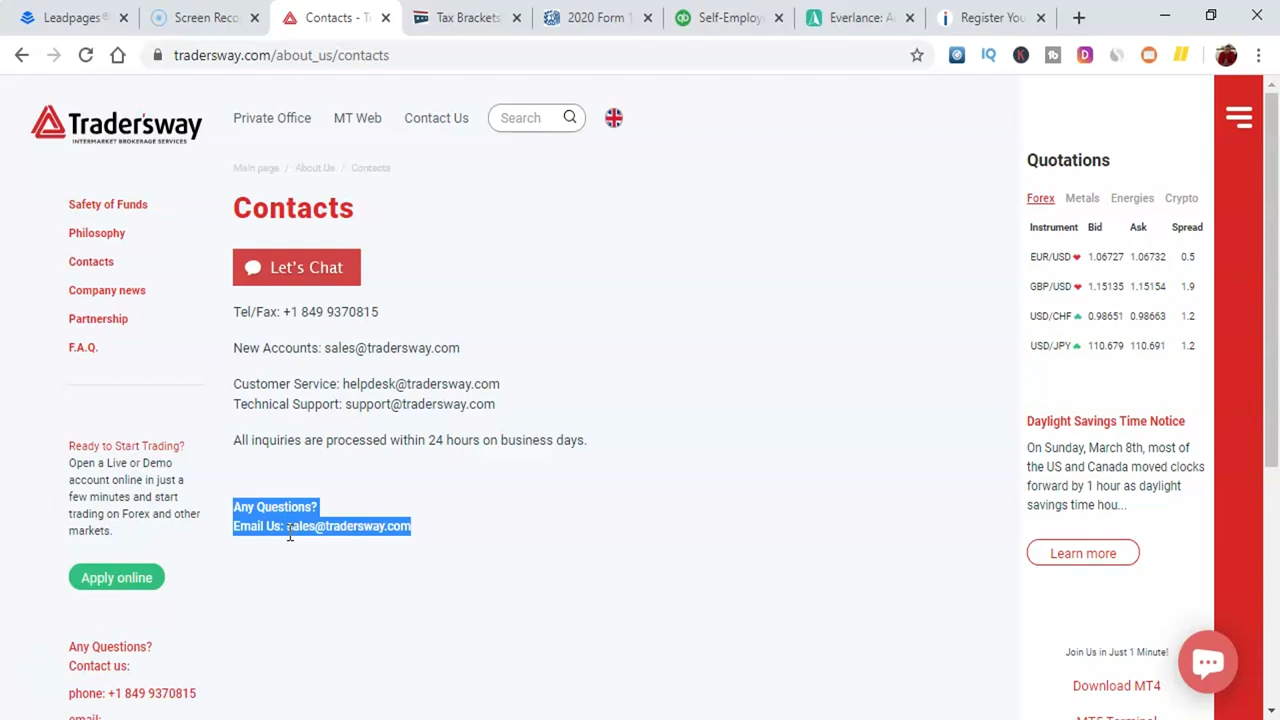 Leadpages®
Screen Reco
Contacts - T
Tax Brackets
2020 Form 1
Self-Employ
Everlance: A
Register You
tradersway.com/about_us/contacts
Trader'sway
INTERMARKET BROKERAGE SERVICES
Private Office
MT Web
Contact Us
Search
Main page / About Us / Contacts
Safety of Funds
Philosophy
Contacts
Company news
Partnership
F.A.Q.
Ready to Start Trading?
Open a Live or Demo
account online in just a
few minutes and start
trading on Forex and other
markets.
Apply online
Any Questions?
Contact us:
phone: +1 849 9370815
email:
Contacts
Let's Chat
Tel/Fax: +1 849 9370815
New Accounts: sales@tradersway.com
Customer Service: helpdesk@tradersway.com
Technical Support: support@tradersway.com
All inquiries are processed within 24 hours on business days.
Any Questions?
Email Us: sales@tradersway.com
Quotations
Forex Metals Energies Crypto
Instrument Bid Ask Spread
EUR/USD 1.06727 1.06732 0.5
GBP/USD 1.15135 1.15154 1.9
USD/CHF 0.98651 0.98663 1.2
USD/JPY 110.679 110.691 1.2
Daylight Savings Time Notice
On Sunday, March 8th, most of
the US and Canada moved clocks
forward by 1 hour as daylight
savings time hou...
Learn more
Join Us in Just 1 Minute!
Download MT4
MT5 Terminal